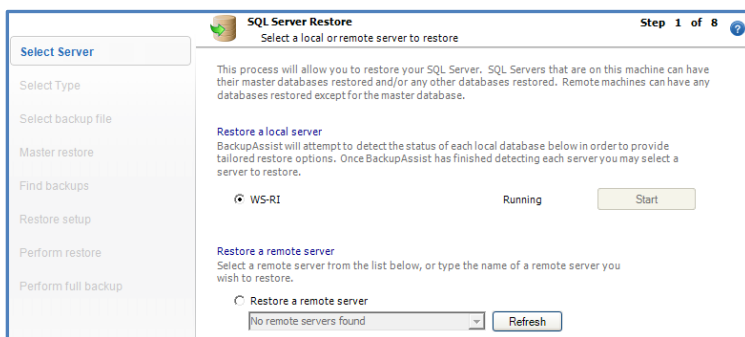 SQL Server Restore
Step 1 of 8
Select a local or remote server to restore
?
Select Server
Select Type
Select backup file
Master restore
Find backups
Restore setup
Perform restore
Perform full backup
This process will allow you to restore your SQL Server. SQL Servers that are on this machine can have
their master databases restored and/or any other databases restored. Remote machines can have any
databases restored except for the master database.
Restore a local server
BackupAssist will attempt to detect the status of each local database below in order to provide
tailored restore options. Once BackupAssist has finished detecting each server you may select a
server to restore.
WS-RI
Running
Start
Restore a remote server
Select a remote server from the list below, or type the name of a remote server you
wish to restore.
Restore a remote server
No remote servers found
Refresh